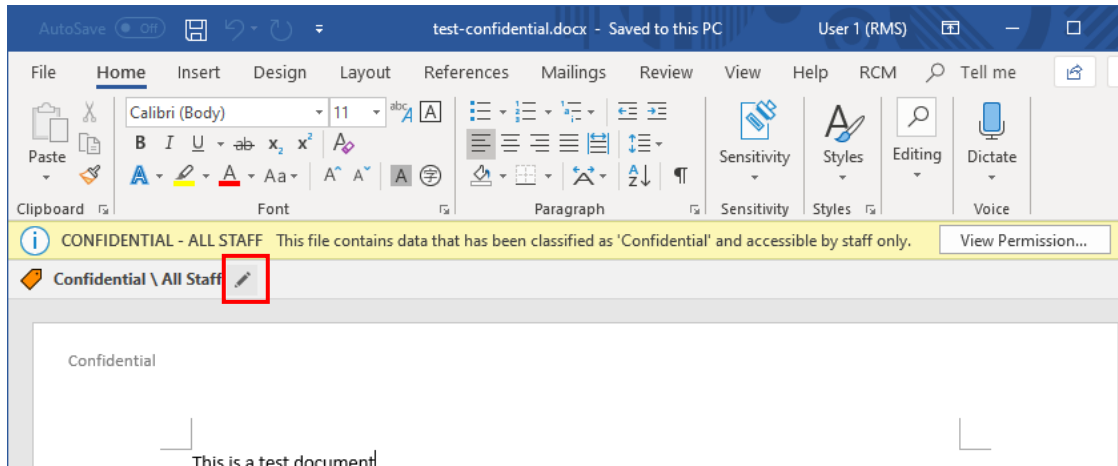 AutoSave Off test-confidential.docx - Saved to this PC User 1 (RMS)
File Home Insert Design Layout References Mailings Review View Help RCM Tell me
Calibri (Body) 11 abc A A
B I U ab x2 x2 A
A A Aa A A A 字 A Z
Paste Sensitivity Styles Editing Dictate
Clipboard Font Paragraph Sensitivity Styles Voice
i CONFIDENTIAL - ALL STAFF This file contains data that has been classified as 'Confidential' and accessible by staff only. View Permission...
Confidential \ All Staff
Confidential
This is a test document